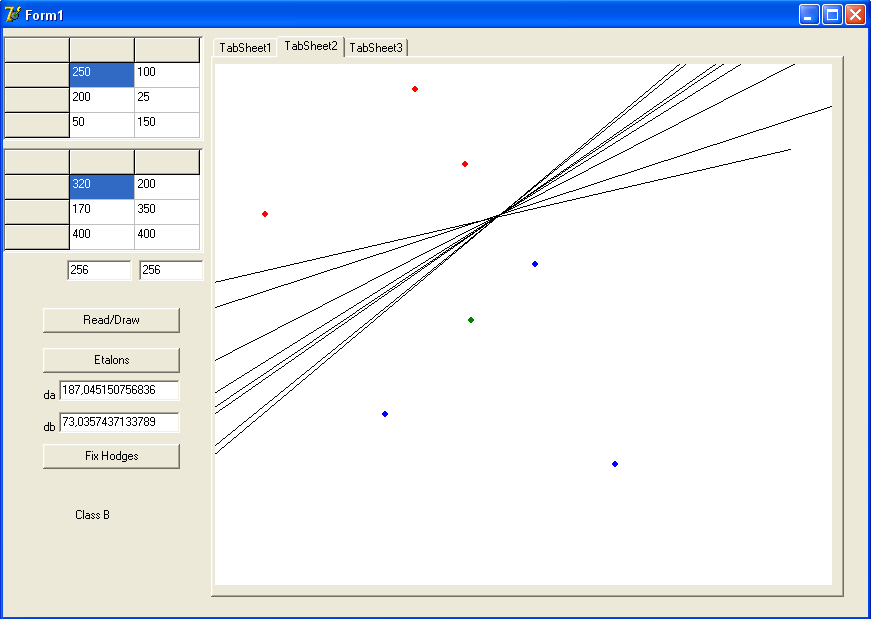 Form1
TabSheet1 TabSheet2 TabSheet3
250 100
200 25
50 150
320 200
170 350
400 400
256 256
Read/Draw
Etalons
da 187,045150756836
db 73,0357437133789
Fix Hodges
Class B